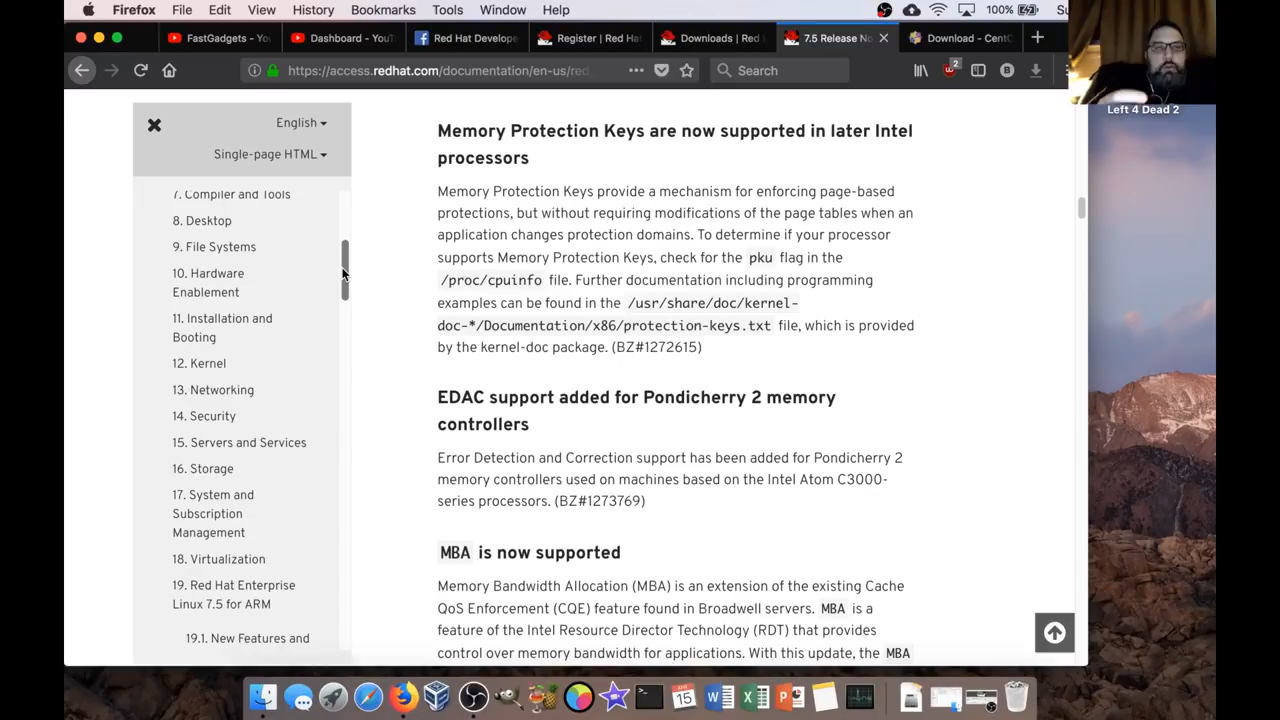 Firefox File Edit View History Bookmarks Tools Window Help 100% Su
FastGadgets - Yo Dashboard - YouT Red Hat Develope Register | Red Ha Downloads | Red 7.5 Release No Download - CentO
https://access.redhat.com/documentation/en-us/red Search 2
Left 4 Dead 2
English
Single-page HTML
7. Compiler and Tools
8. Desktop
9. File Systems
10. Hardware
Enablement
11. Installation and
Booting
12. Kernel
13. Networking
14. Security
15. Servers and Services
16. Storage
17. System and
Subscription
Management
18. Virtualization
19. Red Hat Enterprise
Linux 7.5 for ARM
19.1. New Features and
Memory Protection Keys are now supported in later Intel
processors
Memory Protection Keys provide a mechanism for enforcing page-based
protections, but without requiring modifications of the page tables when an
application changes protection domains. To determine if your processor
supports Memory Protection Keys, check for the pku flag in the
/proc/cpuinfo file. Further documentation including programming
examples can be found in the /usr/share/doc/kernel-
doc-*/Documentation/x86/protection-keys.txt file, which is provided
by the kernel-doc package. (BZ#1272615)
EDAC support added for Pondicherry 2 memory
controllers
Error Detection and Correction support has been added for Pondicherry 2
memory controllers used on machines based on the Intel Atom C3000-
series processors. (BZ#1273769)
MBA is now supported
Memory Bandwidth Allocation (MBA) is an extension of the existing Cache
QoS Enforcement (CQE) feature found in Broadwell servers. MBA is a
feature of the Intel Resource Director Technology (RDT) that provides
control over memory bandwidth for applications. With this update, the MBA
15